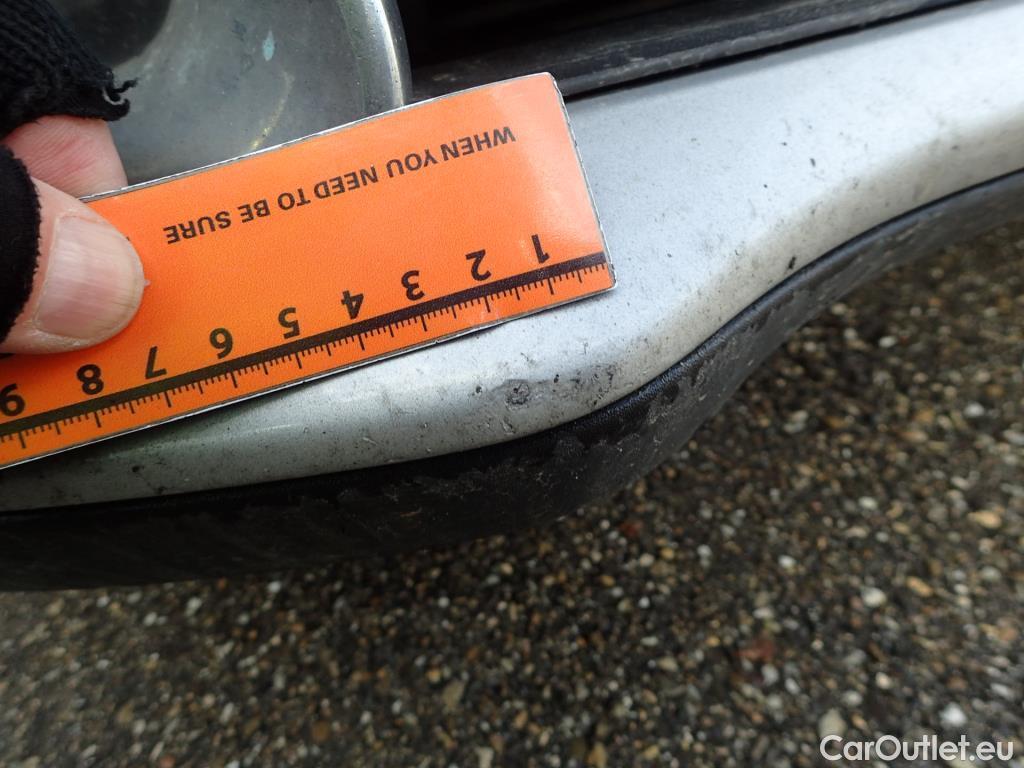 WHEN YOU NEED TO BE SURE
1 2 3 4 5 6 7 8 9
CarOutlet.eu